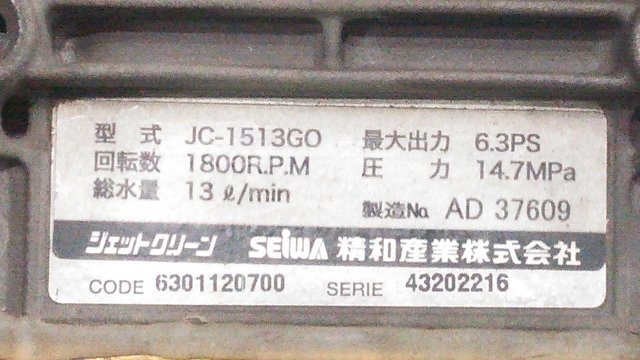 型式 JC-1513GO 最大出力 6.3PS
回転数 1800R.P.M 圧力 14.7MPa
総水量 13ℓ/min
製造No AD 37609
ジェットクリーン SEIWA 精和産業株式会社
CODE 6301120700 SERIE 43202216